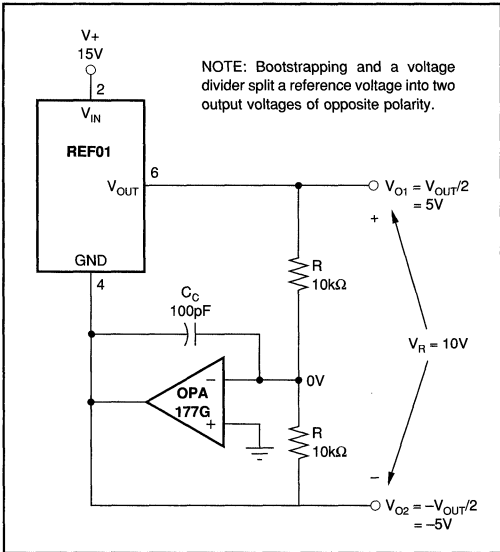 V+
15V
2
V_IN
REF01
V_OUT
6
GND
4
NOTE: Bootstrapping and a voltage
divider split a reference voltage into two
output voltages of opposite polarity.
V_O1 = V_OUT/2
= 5V
+
R
10kΩ
C_C
100pF
V_R = 10V
−
OPA
177G
+
0V
R
10kΩ
−
V_O2 = −V_OUT/2
= −5V